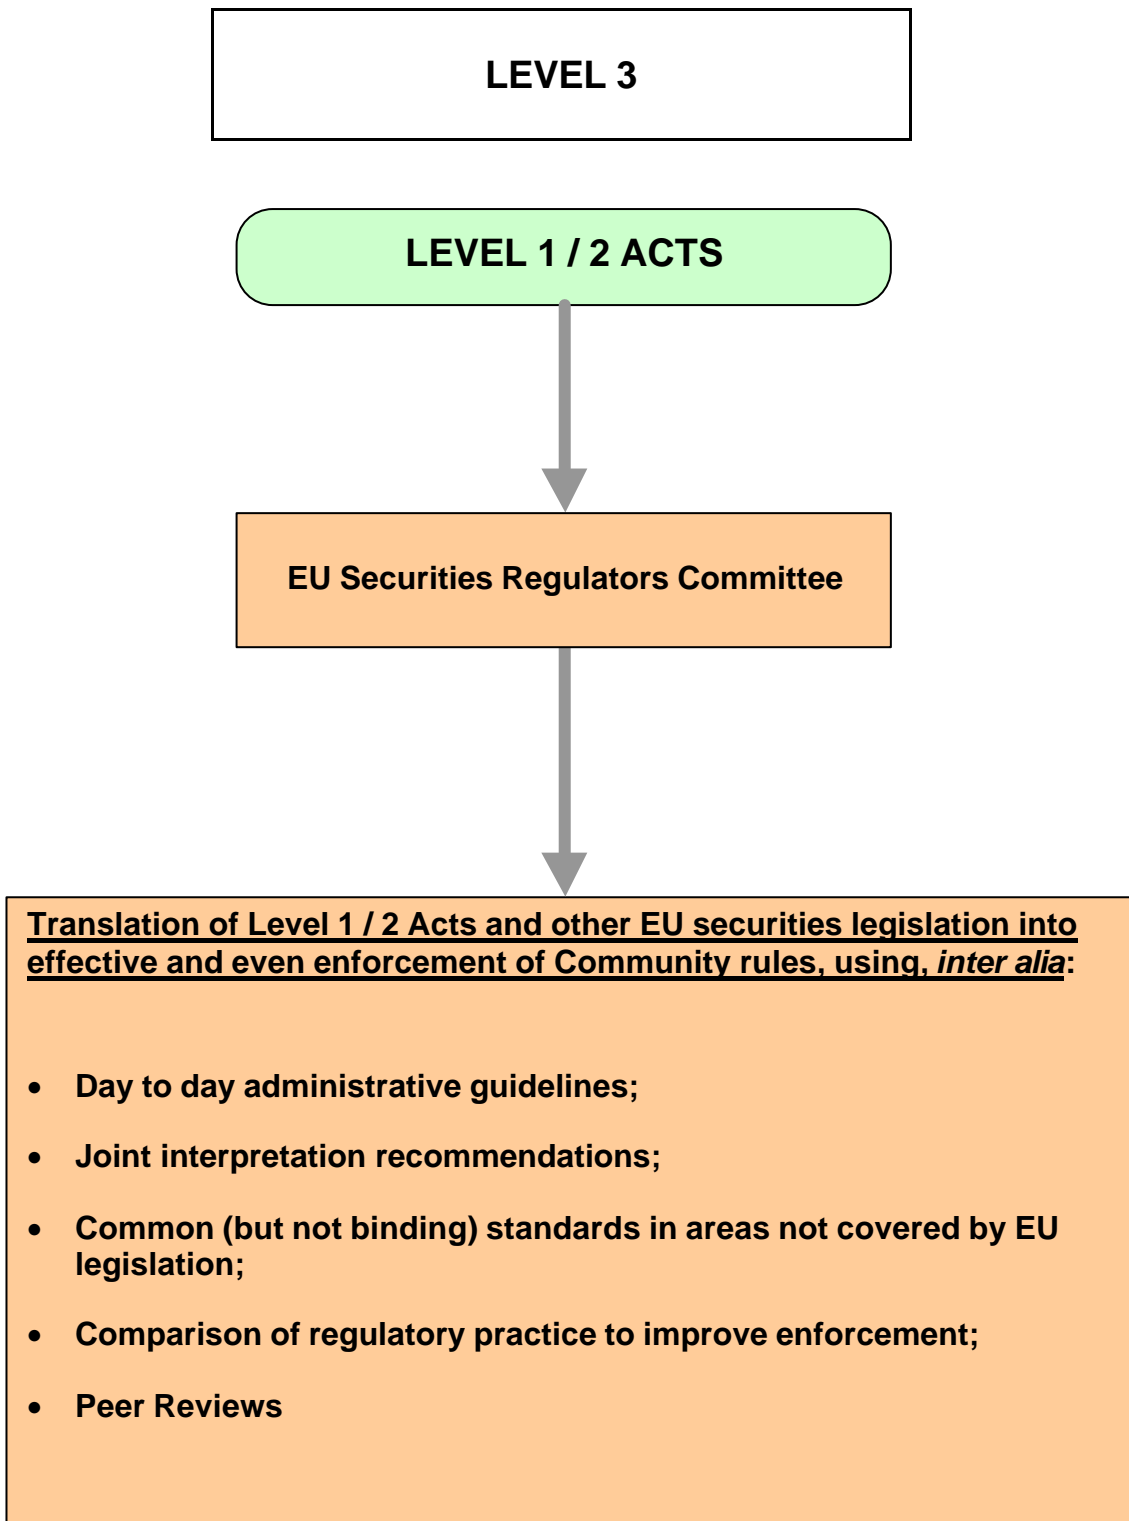 LEVEL 3
LEVEL 1 / 2 ACTS
EU Securities Regulators Committee
Translation of Level 1 / 2 Acts and other EU securities legislation into
effective and even enforcement of Community rules, using, inter alia:
• Day to day administrative guidelines;
• Joint interpretation recommendations;
• Common (but not binding) standards in areas not covered by EU
legislation;
• Comparison of regulatory practice to improve enforcement;
• Peer Reviews